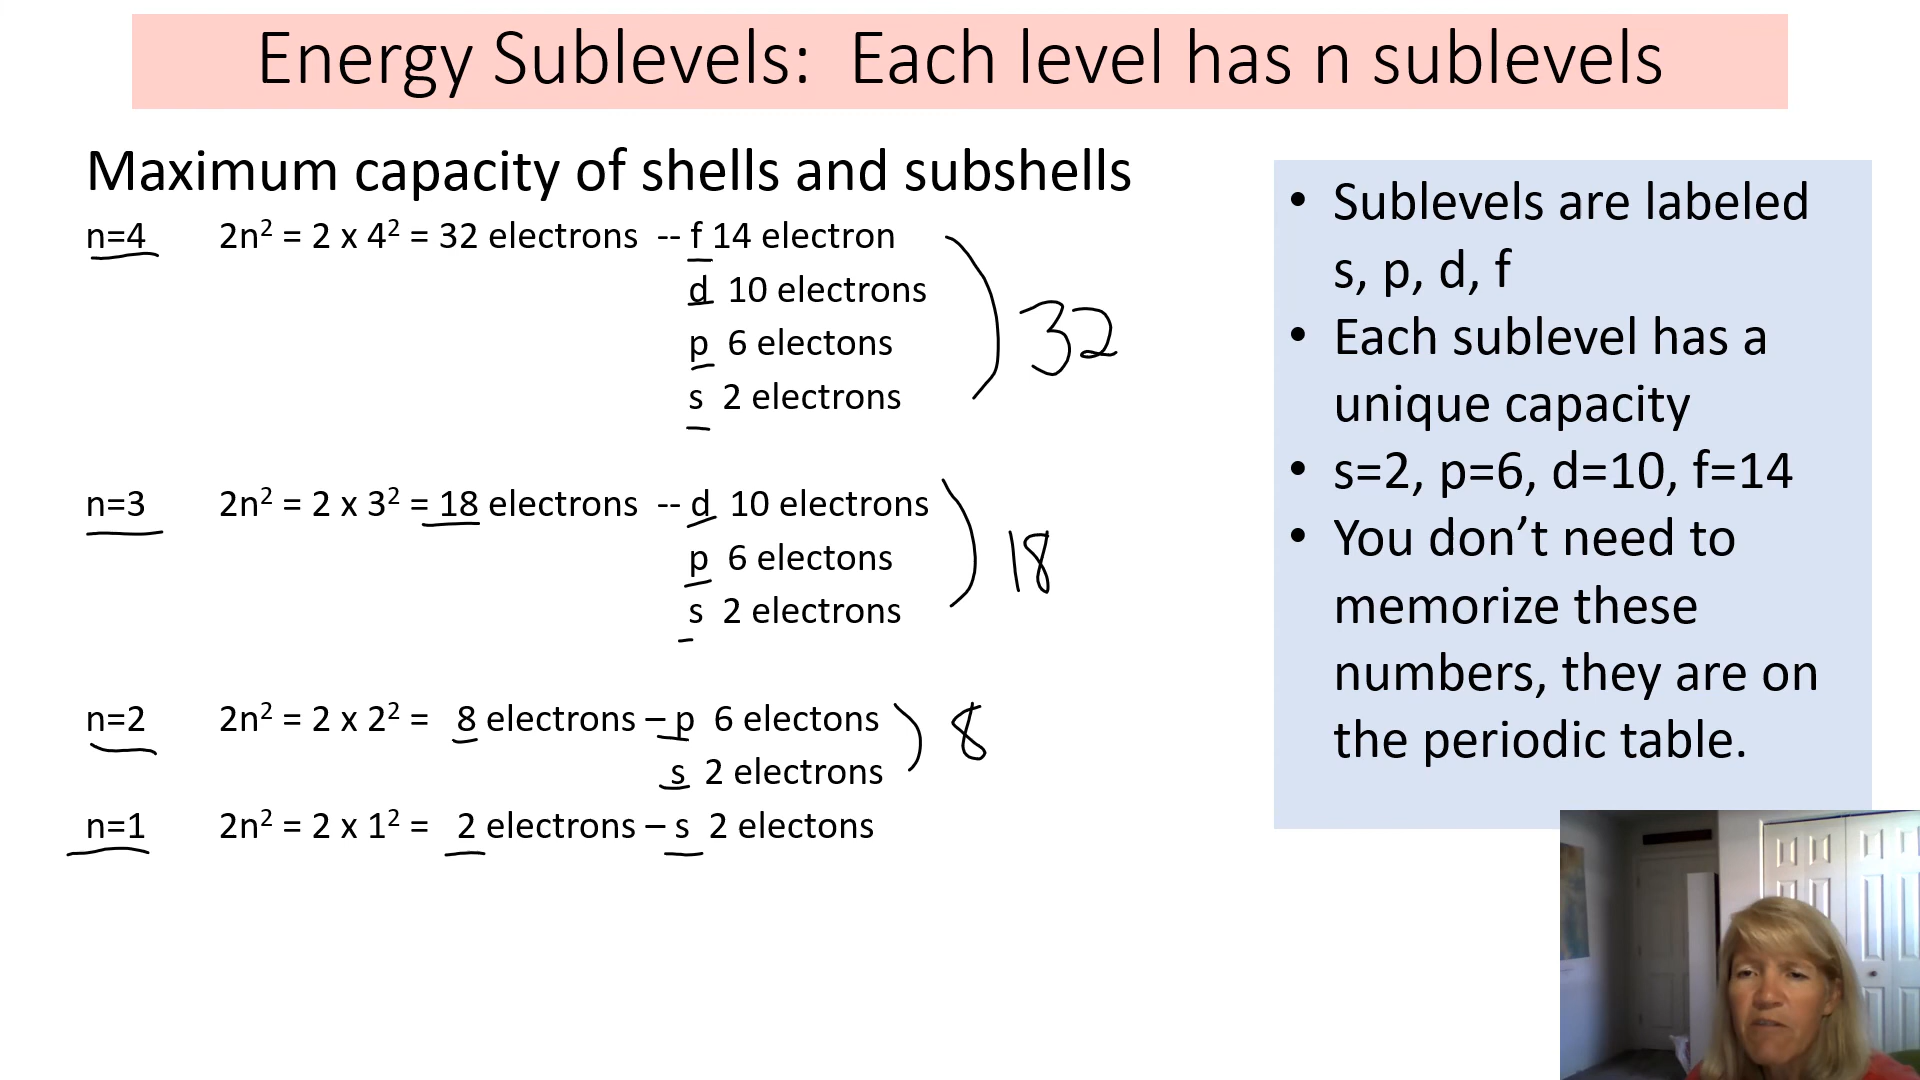 Energy Sublevels:  Each level has n sublevels
Maximum capacity of shells and subshells
n=4 2n² = 2 x 4² = 32 electrons -- f 14 electron
d 10 electrons
p 6 electons
s 2 electrons
32
n=3 2n² = 2 x 3² = 18 electrons -- d 10 electrons
p 6 electons
s 2 electrons
18
n=2 2n² = 2 x 2² = 8 electrons – p 6 electons
s 2 electrons
8
n=1 2n² = 2 x 1² = 2 electrons – s 2 electons
• Sublevels are labeled
s, p, d, f
• Each sublevel has a
unique capacity
• s=2, p=6, d=10, f=14
• You don’t need to
memorize these
numbers, they are on
the periodic table.